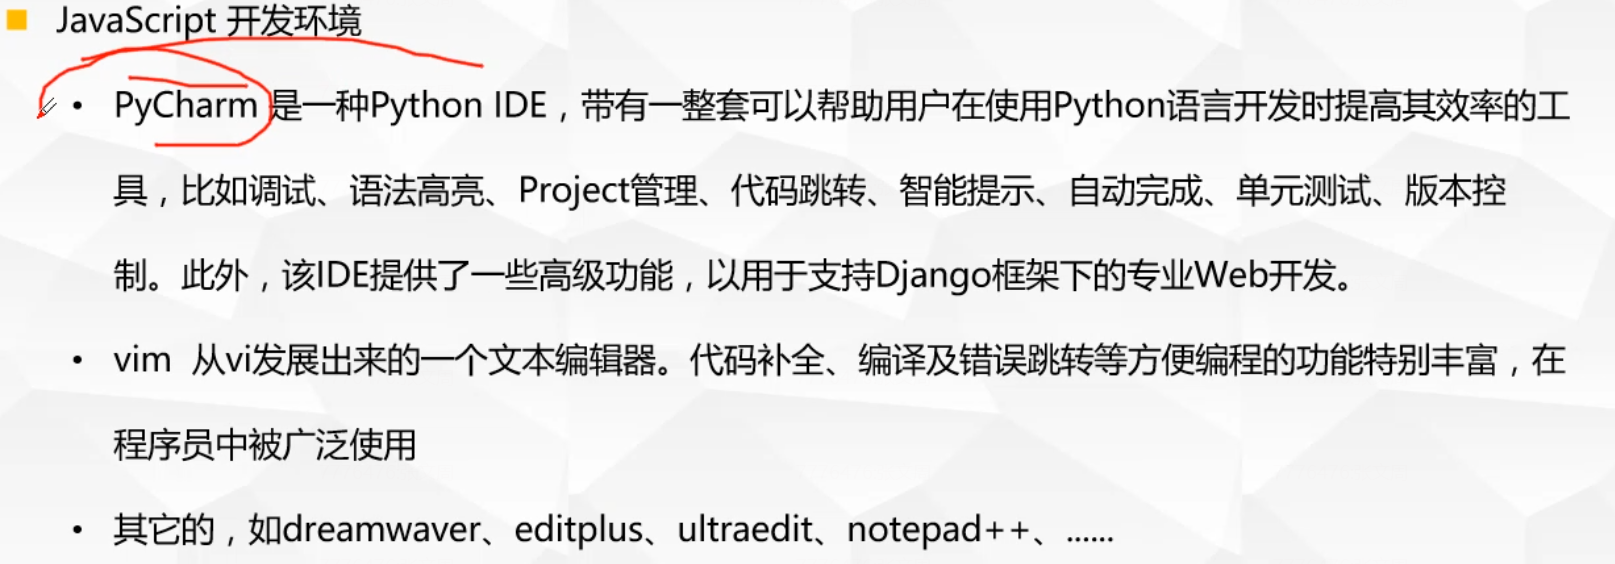 JavaScript 开发环境
• PyCharm 是一种Python IDE，带有一整套可以帮助用户在使用Python语言开发时提高其效率的工
具，比如调试、语法高亮、Project管理、代码跳转、智能提示、自动完成、单元测试、版本控
制。此外，该IDE提供了一些高级功能，以用于支持Django框架下的专业Web开发。
• vim 从vi发展出来的一个文本编辑器。代码补全、编译及错误跳转等方便编程的功能特别丰富，在
程序员中被广泛使用
• 其它的，如dreamwaver、editplus、ultraedit、notepad++、......